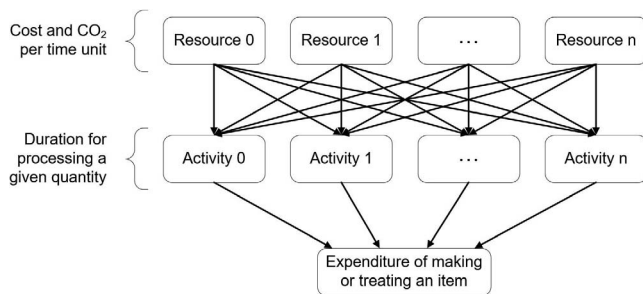 Cost and CO₂
per time unit
Resource 0
Resource 1
...
Resource n
Duration for
processing a
given quantity
Activity 0
Activity 1
...
Activity n
Expenditure of making
or treating an item